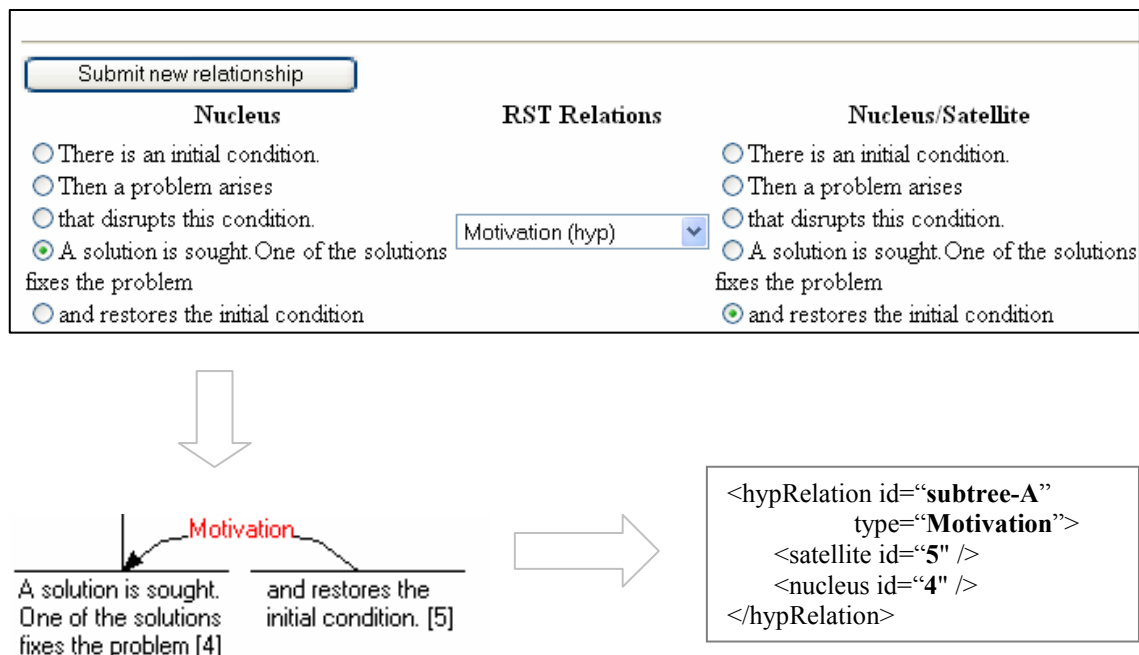 Submit new relationship
Nucleus
RST Relations
Nucleus/Satellite
There is an initial condition.
Then a problem arises
that disrupts this condition.
A solution is sought. One of the solutions
fixes the problem
and restores the initial condition
Motivation (hyp)
There is an initial condition.
Then a problem arises
that disrupts this condition.
A solution is sought. One of the solutions
fixes the problem
and restores the initial condition
Motivation
A solution is sought.
One of the solutions
fixes the problem [4]
and restores the
initial condition. [5]
<hypRelation id=“subtree-A”
type=“Motivation”>
<satellite id=“5" />
<nucleus id=“4" />
</hypRelation>